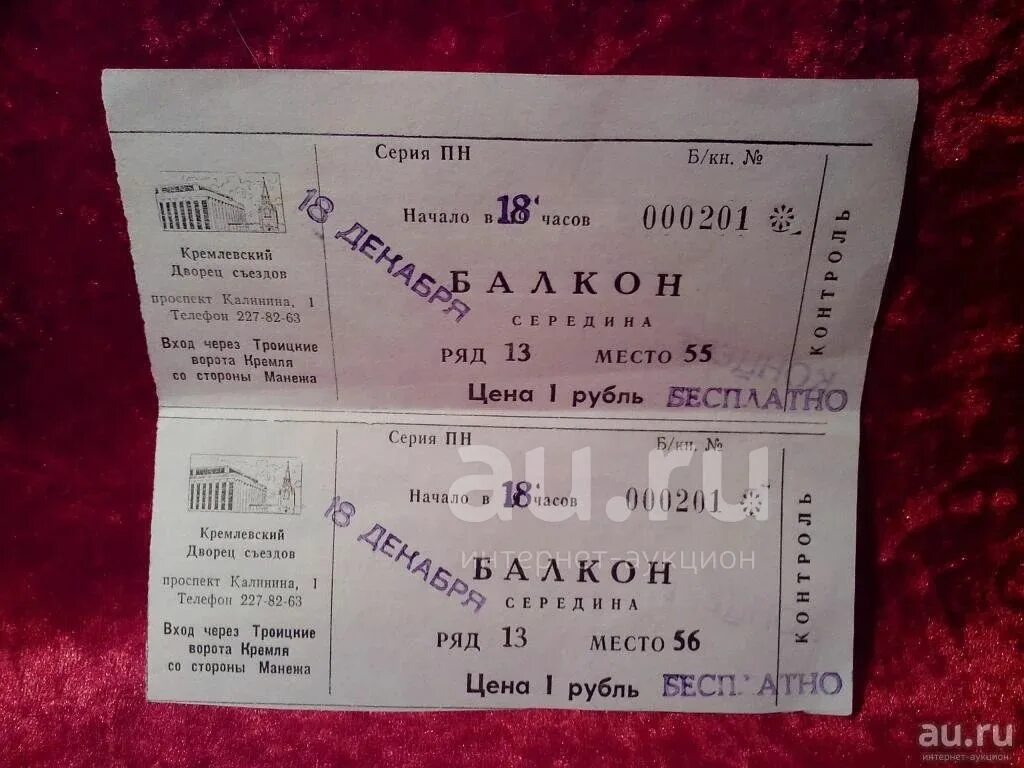 Серия ПН
Б/кн. №
18 ДЕКАБРЯ
Начало в 18 часов
000201
Кремлевский
Дворец съездов
проспект Калинина, 1
Телефон 227-82-63
Вход через Троицкие
ворота Кремля
со стороны Манежа
БАЛКОН
СЕРЕДИНА
РЯД 13 МЕСТО 55
Цена 1 рубль БЕСПЛАТНО
КОНТРОЛЬ
Серия ПН
Б/кн. №
18 ДЕКАБРЯ
Начало в 18 часов
000201
Кремлевский
Дворец съездов
проспект Калинина, 1
Телефон 227-82-63
Вход через Троицкие
ворота Кремля
со стороны Манежа
БАЛКОН
СЕРЕДИНА
РЯД 13 МЕСТО 56
Цена 1 рубль БЕСПЛАТНО
КОНТРОЛЬ
au.ru
интернет-аукцион
au.ru
интернет-аукцион